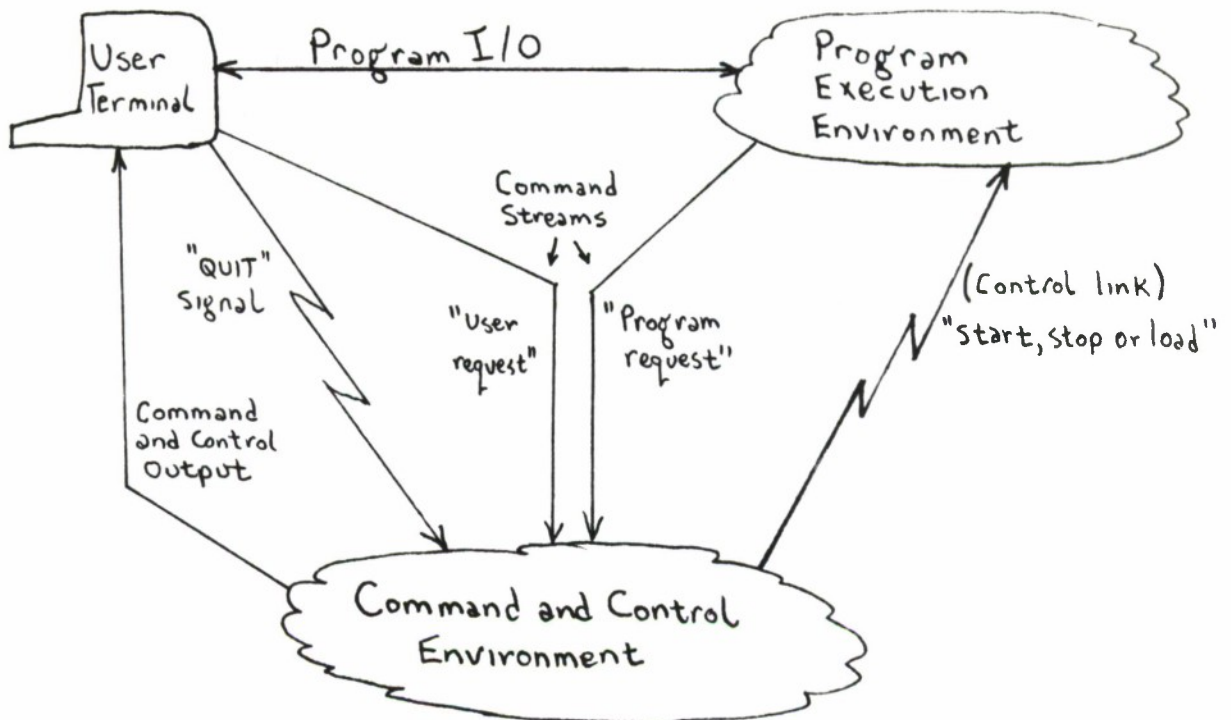 User
Terminal
Program I/O
Program
Execution
Environment
Command
Streams
"QUIT"
Signal
"User
request"
"Program
request"
(Control link)
"Start, stop or load"
Command
and Control
Output
Command and Control
Environment